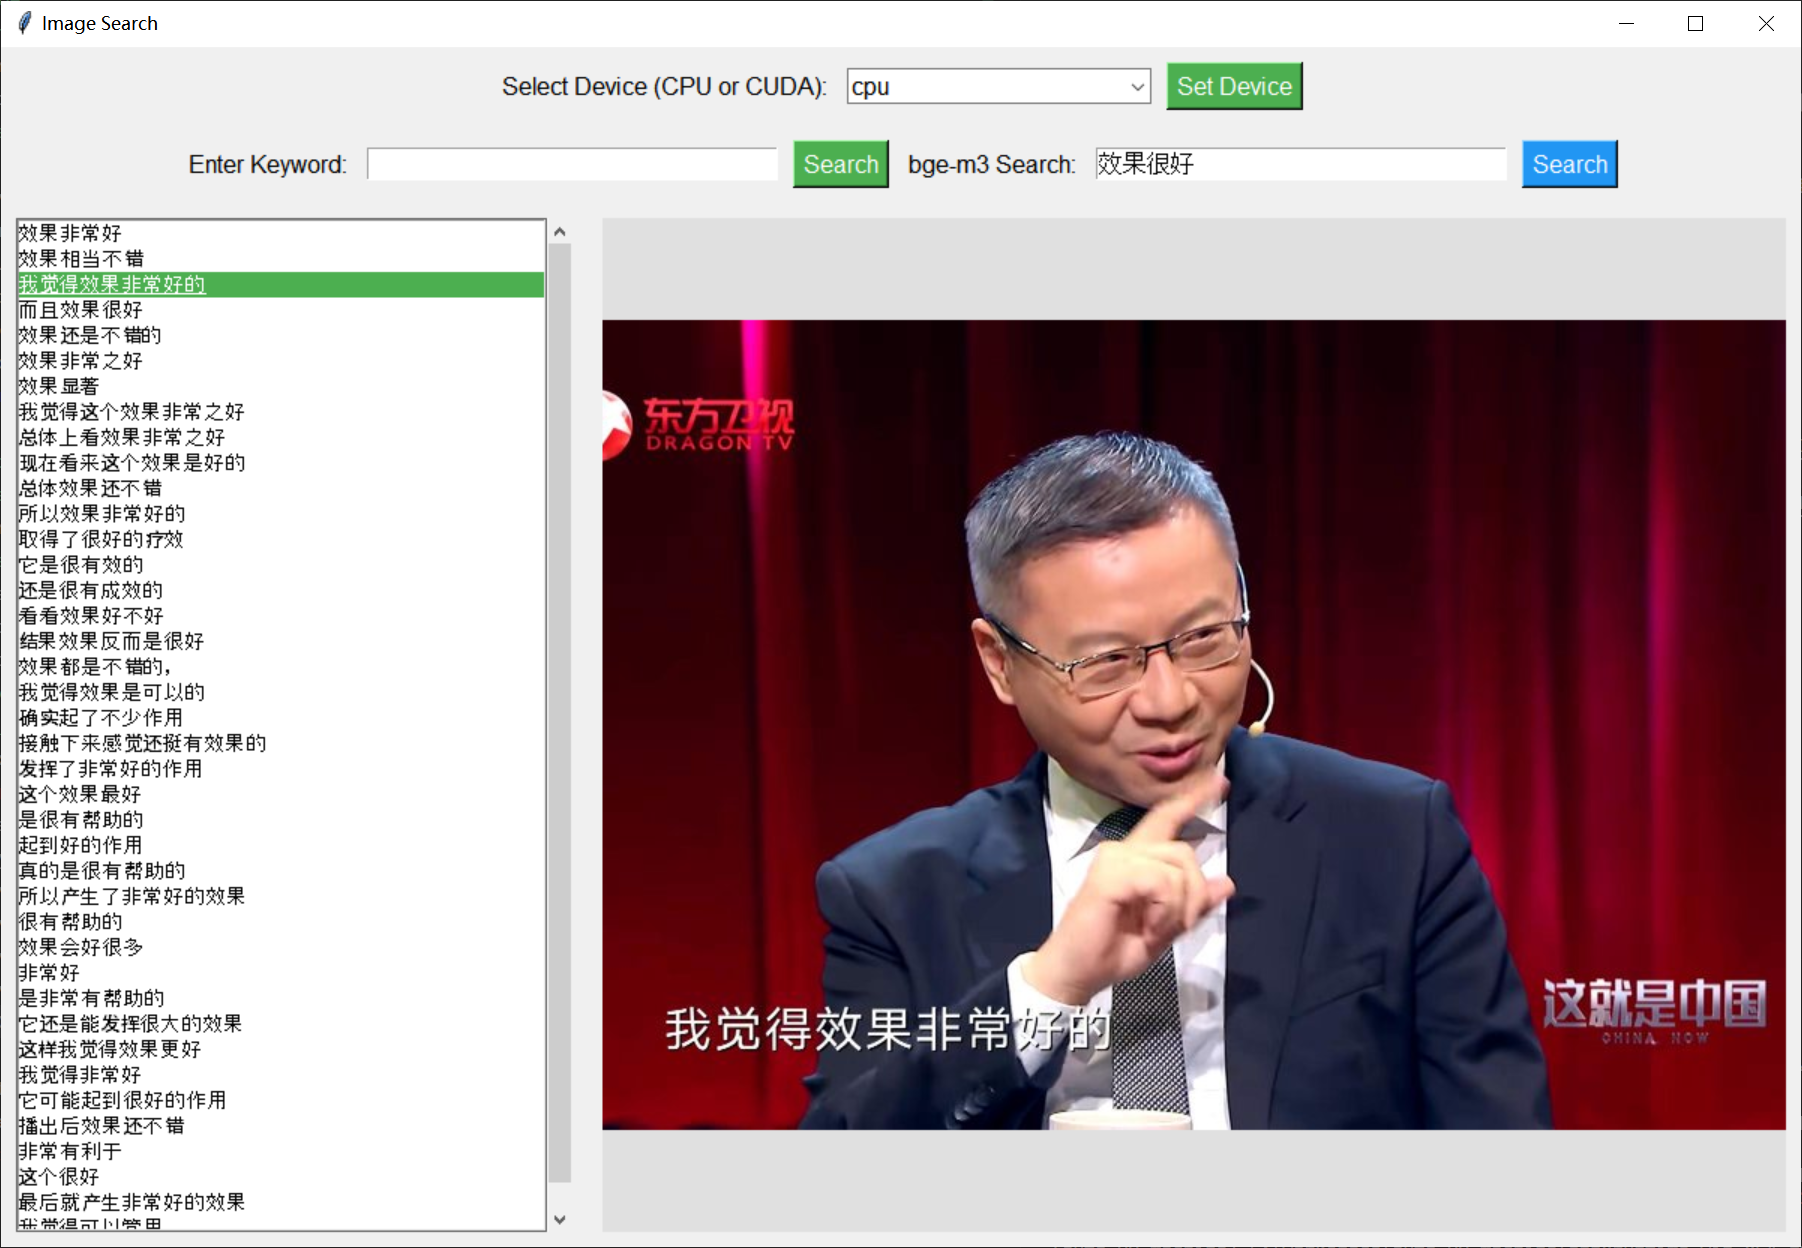 Image Search
Select Device (CPU or CUDA):
cpu
Set Device
Enter Keyword:
Search
bge-m3 Search:
效果很好
Search
效果非常好
效果相当不错
我觉得效果非常好的
而且效果很好
效果还是不错的
效果非常之好
效果显著
我觉得这个效果非常之好
总体上看效果非常之好
现在看来这个效果是好的
总体效果还不错
所以效果非常好的
取得了很好的疗效
它是很有效的
还是很有成效的
看看效果好不好
结果效果反而是很好
效果都是不错的，
我觉得效果是可以的
确实起了不少作用
接触下来感觉还挺有效果的
发挥了非常好的作用
这个效果最好
是很有帮助的
起到好的作用
真的是很有帮助的
所以产生了非常好的效果
很有帮助的
效果会好很多
非常好
是非常有帮助的
它还是能发挥很大的效果
这样我觉得效果更好
我觉得非常好
它可能起到很好的作用
播出后效果还不错
非常有利于
这个很好
最后就产生非常好的效果
我觉得可以管用
东方卫视
DRAGON TV
我觉得效果非常好的
这就是中国
CHINA NOW